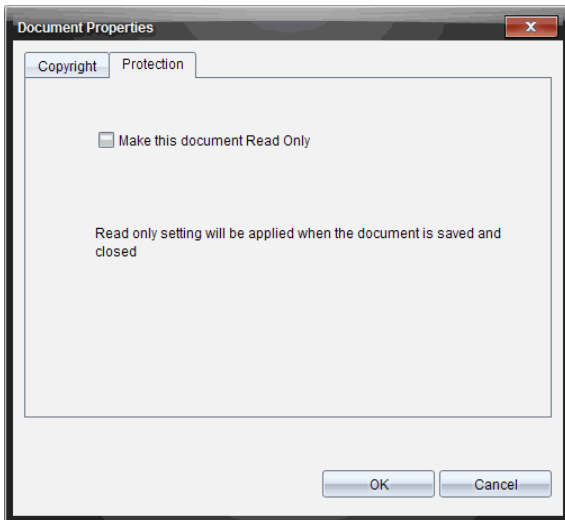 Document Properties
Copyright
Protection
Make this document Read Only
Read only setting will be applied when the document is saved and
closed
OK
Cancel